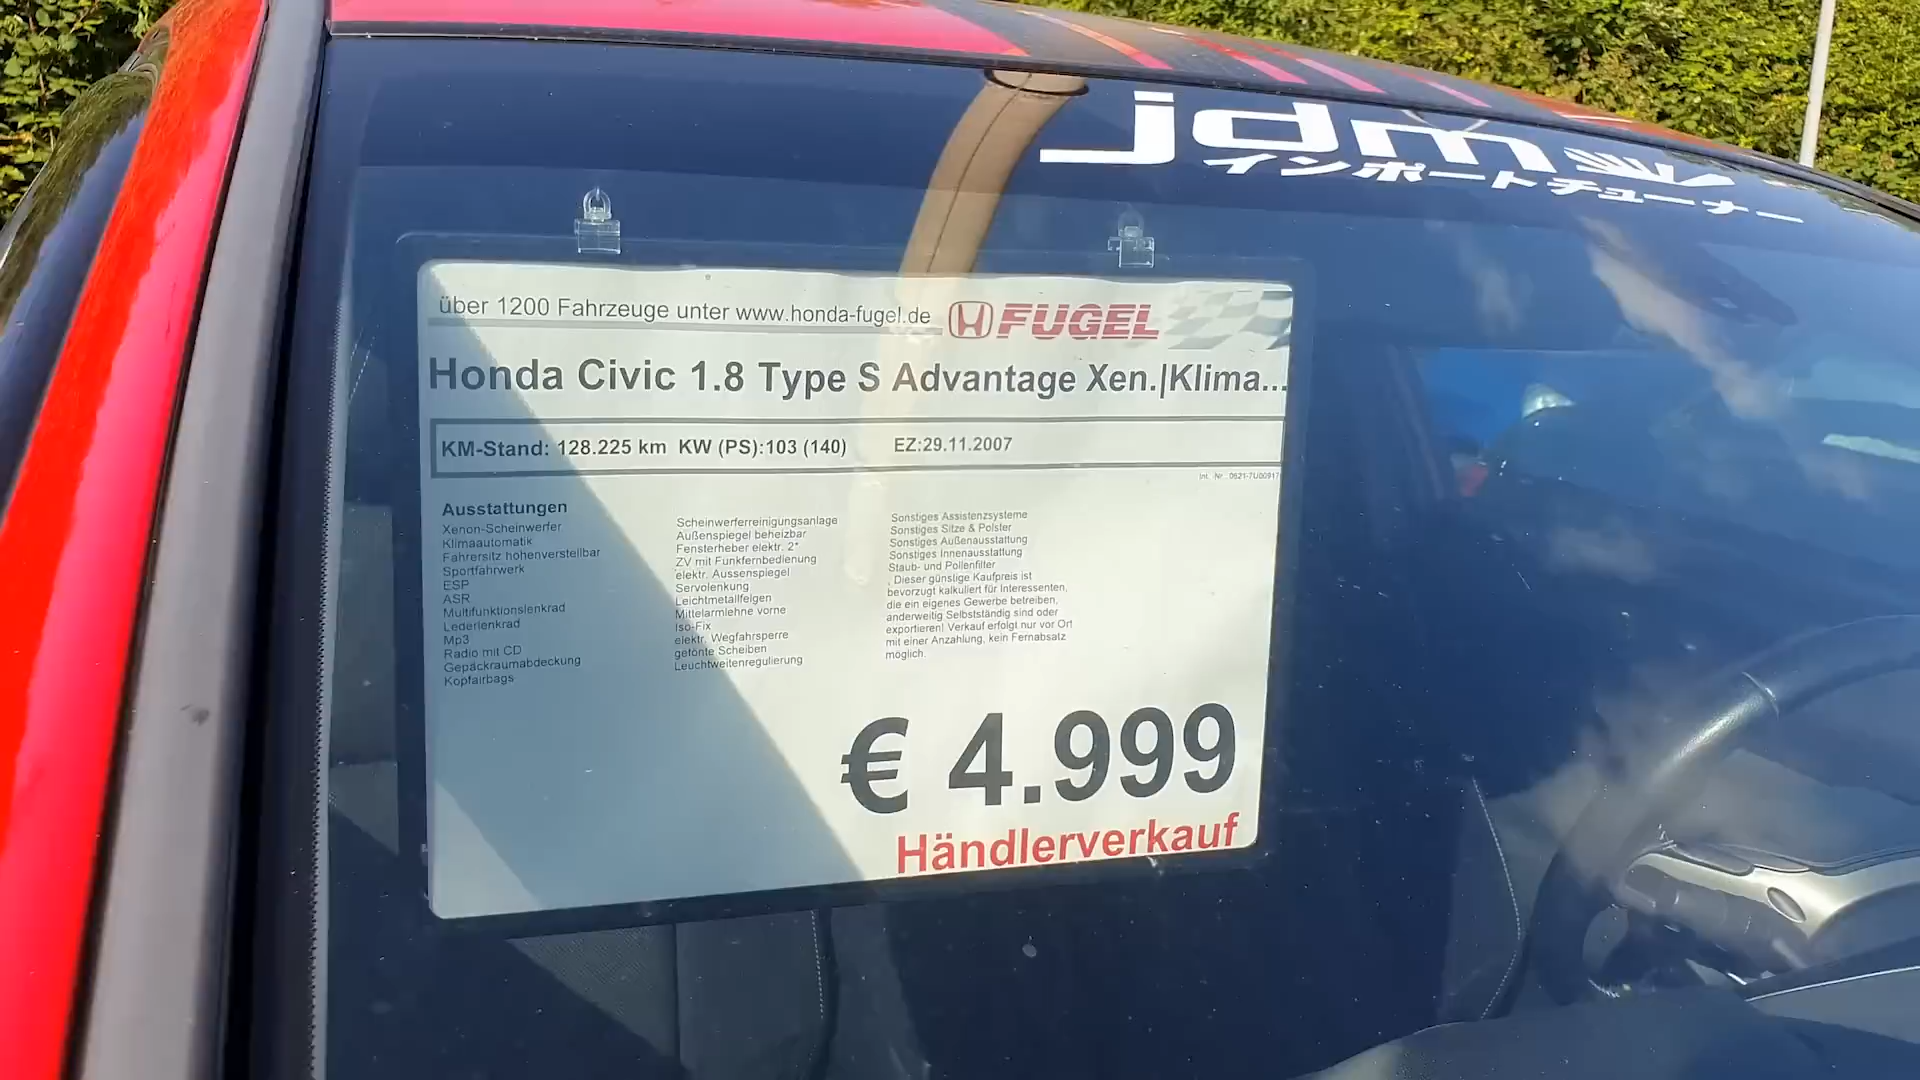 jdm
インポートチューナー
über 1200 Fahrzeuge unter www.honda-fugel.de FUGEL
Honda Civic 1.8 Type S Advantage Xen.|Klima...
KM-Stand: 128.225 km KW (PS):103 (140) EZ:29.11.2007
Int. Nr.: 0621-7U00917
Ausstattungen
Xenon-Scheinwerfer
Klimaautomatik
Fahrersitz höhenverstellbar
Sportfahrwerk
ESP
ASR
Multifunktionslenkrad
Lederlenkrad
Mp3
Radio mit CD
Gepäckraumabdeckung
Kopfairbags
Scheinwerferreinigungsanlage
Außenspiegel beheizbar
Fensterheber elektr. 2*
ZV mit Funkfernbedienung
elektr. Aussenspiegel
Servolenkung
Leichtmetallfelgen
Mittelarmlehne vorne
Iso-Fix
elektr. Wegfahrsperre
getönte Scheiben
Leuchtweitenregulierung
Sonstiges Assistenzsysteme
Sonstiges Sitze & Polster
Sonstiges Außenausstattung
Sonstiges Innenausstattung
Staub- und Pollenfilter
, Dieser günstige Kaufpreis ist
bevorzugt kalkuliert für Interessenten,
die ein eigenes Gewerbe betreiben,
anderweitig Selbstständig sind oder
exportieren! Verkauf erfolgt nur vor Ort
mit einer Anzahlung, kein Fernabsatz
möglich.
€ 4.999
Händlerverkauf